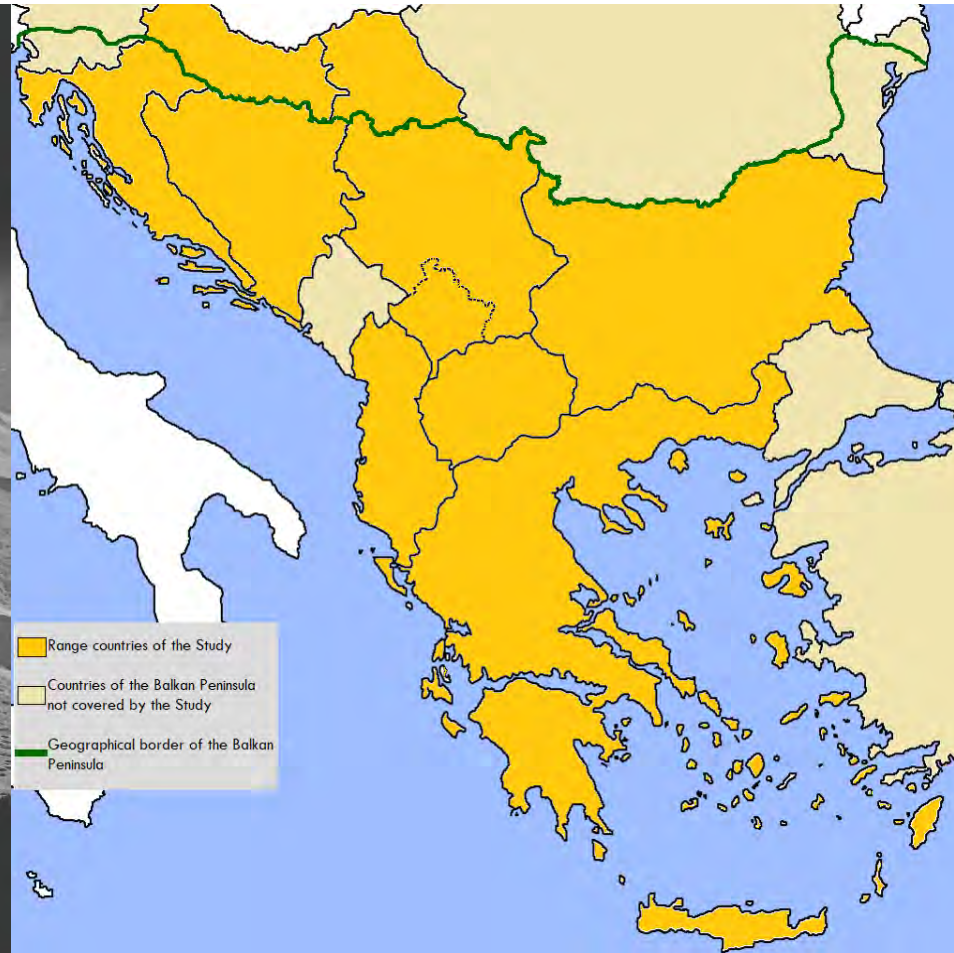 Range countries of the Study
Countries of the Balkan Peninsula
not covered by the Study
Geographical border of the Balkan
Peninsula